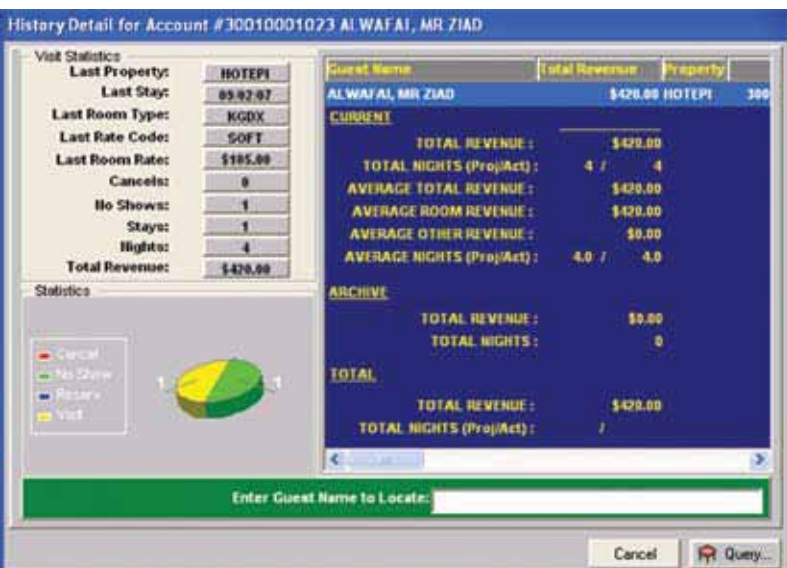 History Detail for Account #30010001023 ALWAFAI, MR ZIAD
Visit Statistics
Last Property: HOTEPI
Last Stay: 09/02/07
Last Room Type: KGDX
Last Rate Code: SOFT
Last Room Rate: $105.00
Cancels: 0
No Shows: 1
Stays: 1
Nights: 4
Total Revenue: $420.00
Statistics
Cancel
No Show
Reserv
Visit
1 1
Guest Name Total Revenue Property
ALWAFAI, MR ZIAD $420.00 HOTEPI 300
CURRENT
TOTAL REVENUE : $420.00
TOTAL NIGHTS (Proj/Act) : 4 / 4
AVERAGE TOTAL REVENUE : $420.00
AVERAGE ROOM REVENUE : $420.00
AVERAGE OTHER REVENUE : $0.00
AVERAGE NIGHTS (Proj/Act) : 4.0 / 4.0
ARCHIVE
TOTAL REVENUE : $0.00
TOTAL NIGHTS : 0
TOTAL
TOTAL REVENUE : $420.00
TOTAL NIGHTS (Proj/Act) : /
Enter Guest Name to Locate:
Cancel Query...